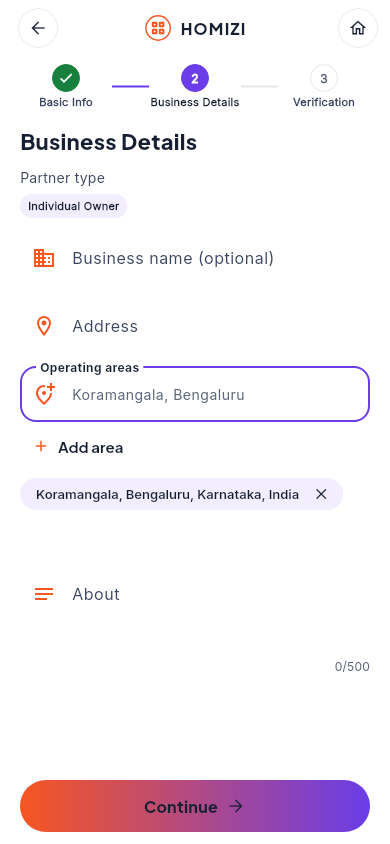 HOMIZI
2
3
Basic Info
Business Details
Verification
Business Details
Partner type
Individual Owner
Business name (optional)
Address
Operating areas
Koramangala, Bengaluru
Add area
Koramangala, Bengaluru, Karnataka, India
About
0/500
Continue